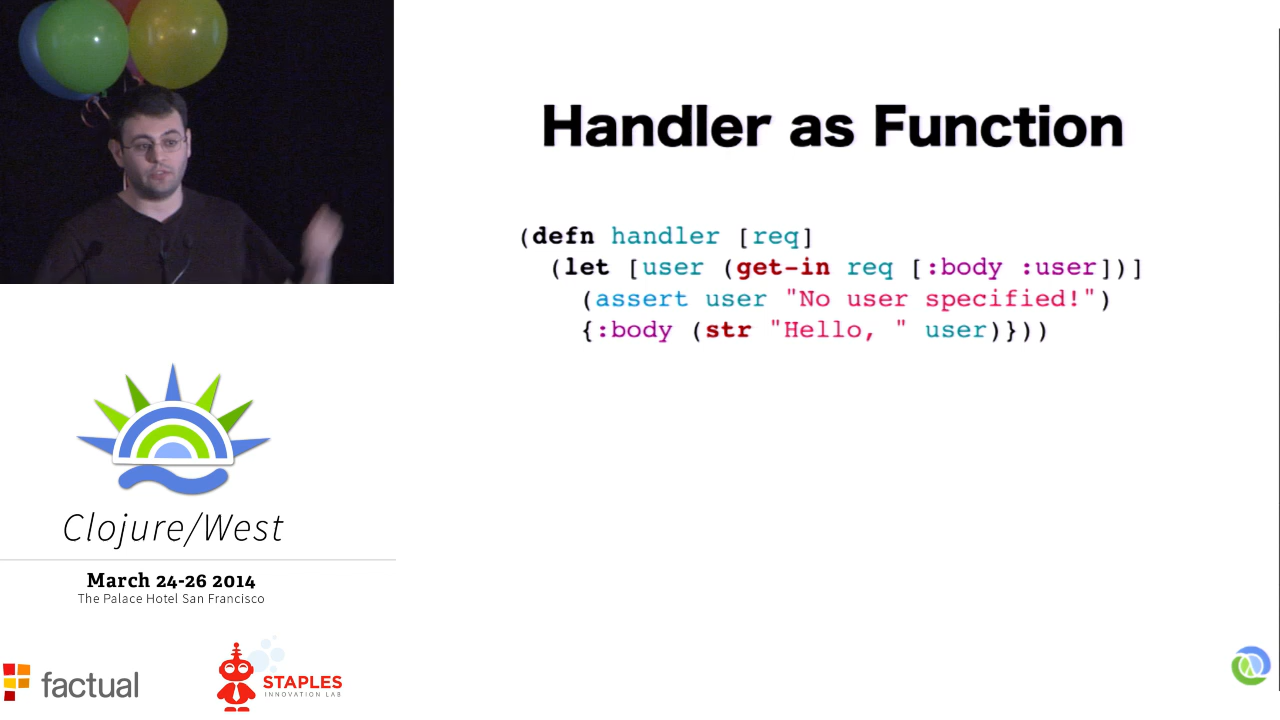 Handler as Function
(defn handler [req]
  (let [user (get-in req [:body :user])]
    (assert user "No user specified!")
    {:body (str "Hello, " user)}))
Clojure/West
March 24-26 2014
The Palace Hotel San Francisco
factual
STAPLES
INNOVATION LAB